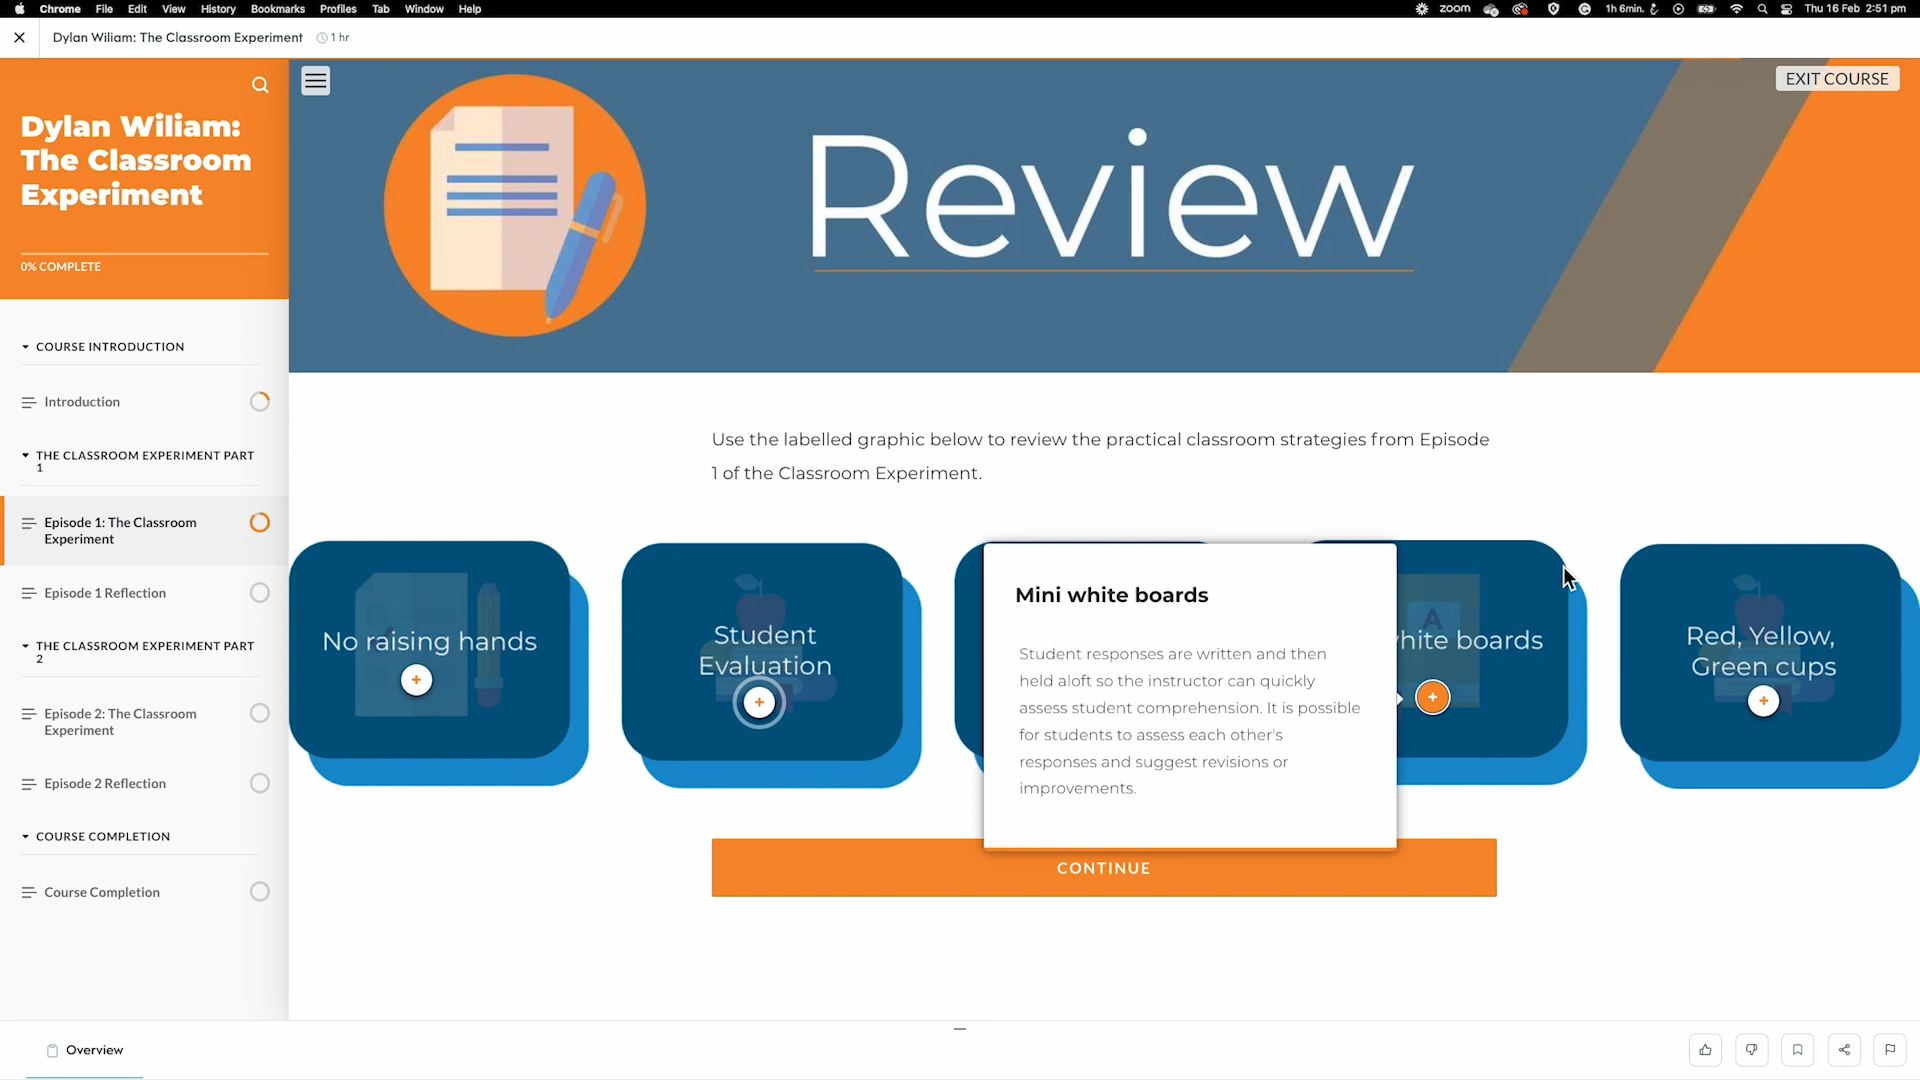 Chrome File Edit View History Bookmarks Profiles Tab Window Help
zoom 1h 6min. Thu 16 Feb 2:51 pm
Dylan Wiliam: The Classroom Experiment 1 hr
Dylan Wiliam:
The Classroom
Experiment
0% COMPLETE
COURSE INTRODUCTION
Introduction
THE CLASSROOM EXPERIMENT PART
1
Episode 1: The Classroom
Experiment
Episode 1 Reflection
THE CLASSROOM EXPERIMENT PART
2
Episode 2: The Classroom
Experiment
Episode 2 Reflection
COURSE COMPLETION
Course Completion
EXIT COURSE
Review
Use the labelled graphic below to review the practical classroom strategies from Episode
1 of the Classroom Experiment.
No raising hands
Student
Evaluation
Mini white boards
Student responses are written and then
held aloft so the instructor can quickly
assess student comprehension. It is possible
for students to assess each other's
responses and suggest revisions or
improvements.
A
white boards
Red, Yellow,
Green cups
CONTINUE
Overview